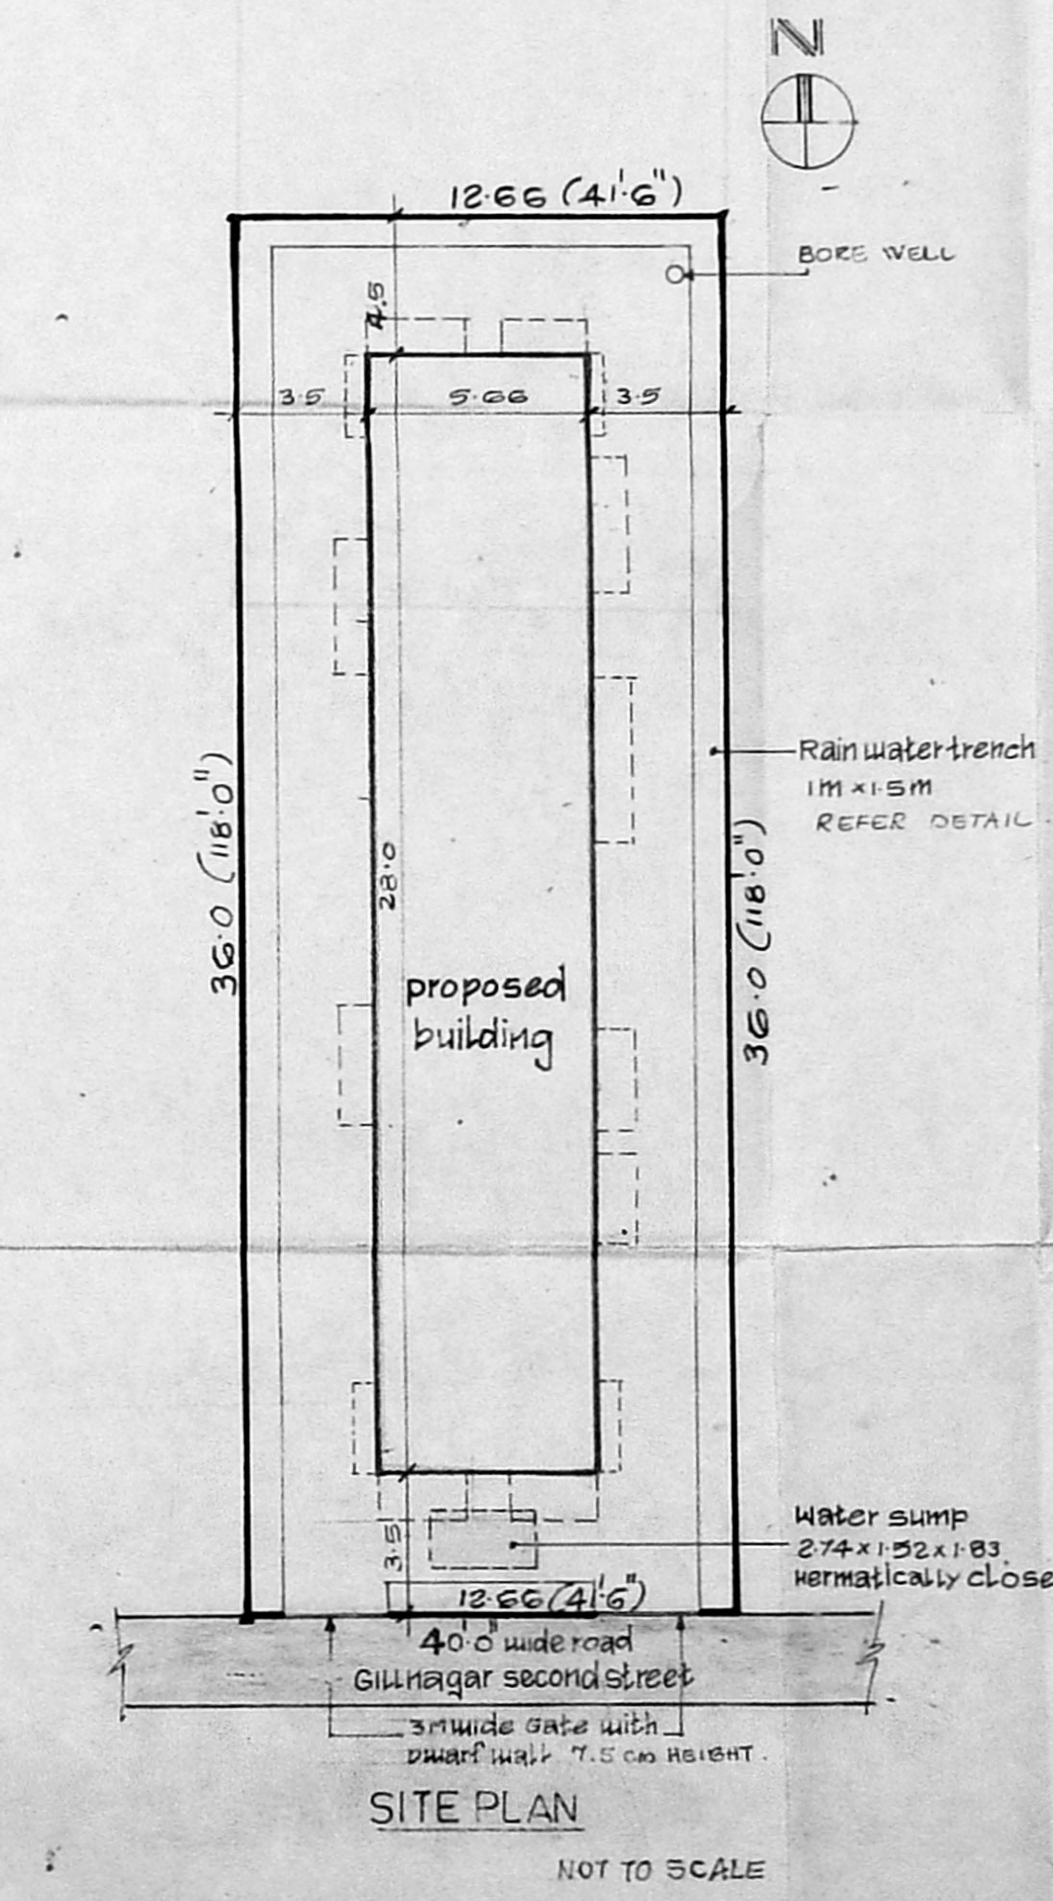 N
12.66 (41'.6")
BORE WELL
4.5
3.5
5.66
3.5
Rain water trench
1m x 1.5m
REFER DETAIL
36.0 (118'.0")
28.0
36.0 (118'.0")
proposed
building
Water sump
2.74 x 1.52 x 1.83
Hermatically close
3.5
12.66 (41'.6")
40'.0" wide road
Gillnagar second street
3m wide Gate with
Dwarf wall 7.5 cm HEIGHT.
SITE PLAN
NOT TO SCALE